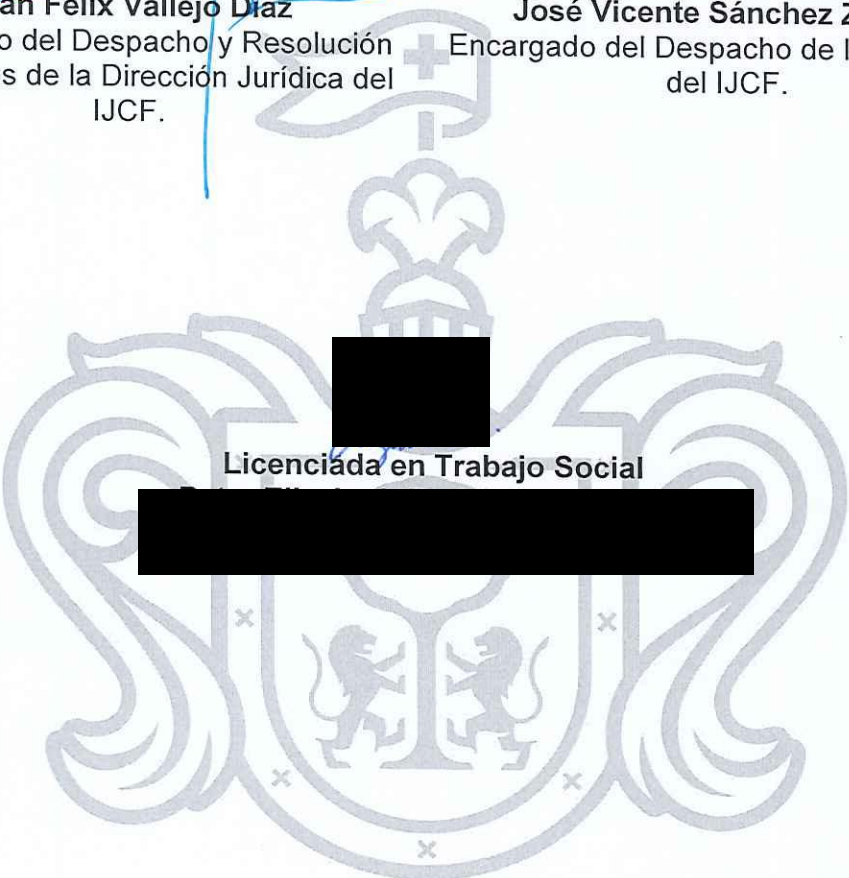 an Félix Vallejo Díaz
o del Despacho y Resolución
s de la Dirección Jurídica del
IJCF.
José Vicente Sánchez Z
Encargado del Despacho de l
del IJCF.
Licenciada en Trabajo Social